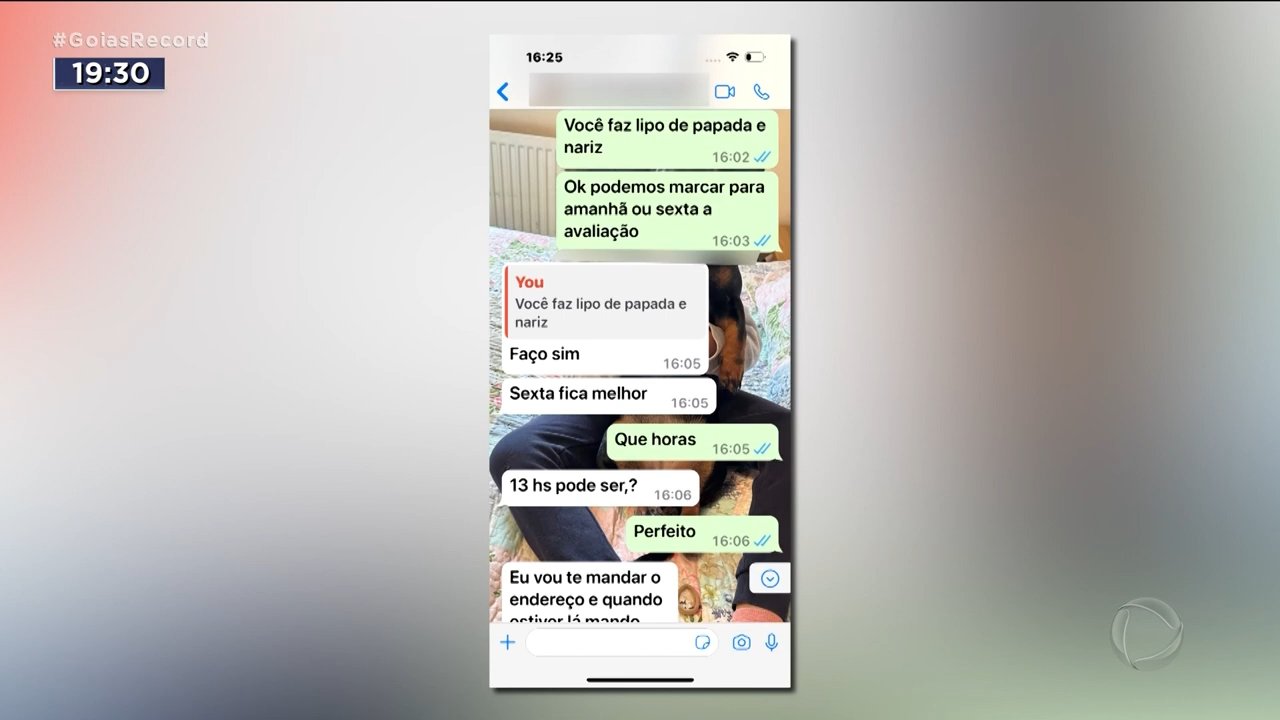 #GoiasRecord
19:30
16:25
Você faz lipo de papada e
nariz
16:02
Ok podemos marcar para
amanhã ou sexta a
avaliação
16:03
You
Você faz lipo de papada e
nariz
Faço sim
16:05
Sexta fica melhor
16:05
Que horas
16:05
13 hs pode ser,?
16:06
Perfeito
16:06
Eu vou te mandar o
endereço e quando
estiver lá mando